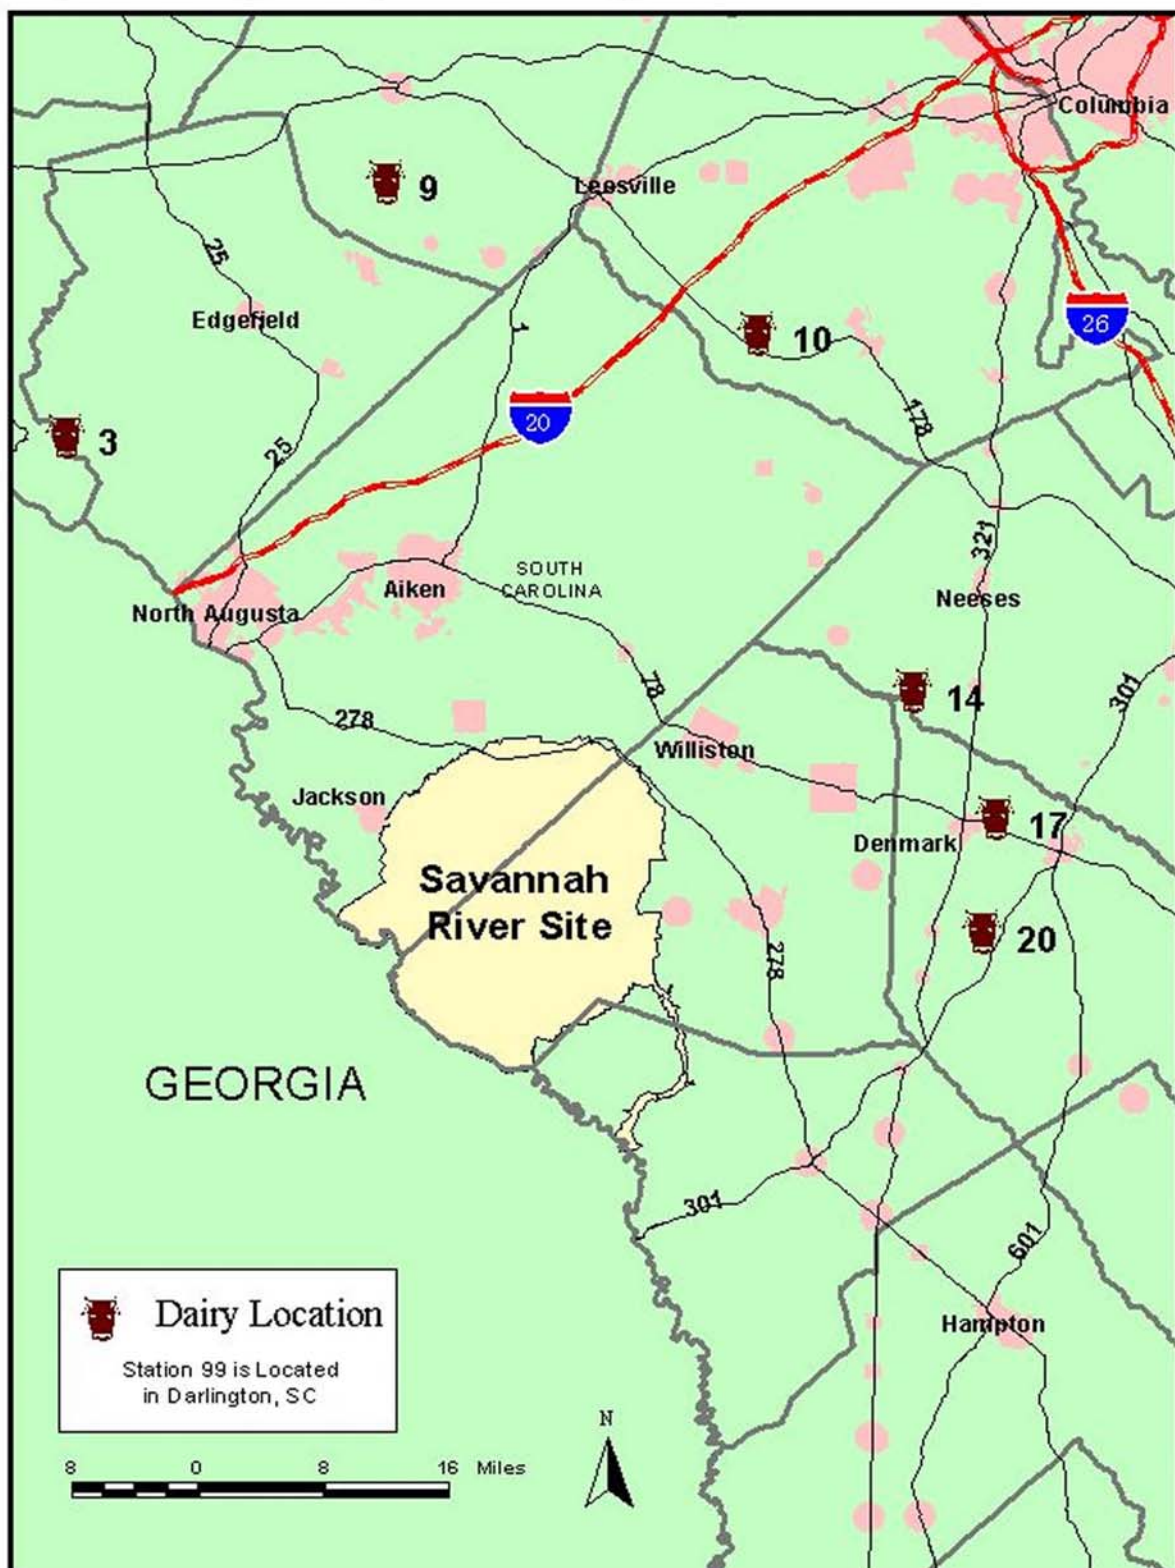 Columbia
9
Leesville
25
Edgefield
1
10
26
20
178
3
25
321
SOUTH
CAROLINA
Aiken
Neeses
North Augusta
14
301
78
278
Williston
Jackson
17
Denmark
Savannah
River Site
20
278
GEORGIA
301
601
Hampton
Dairy Location
Station 99 is Located
in Darlington, SC
N
8 0 8 16 Miles